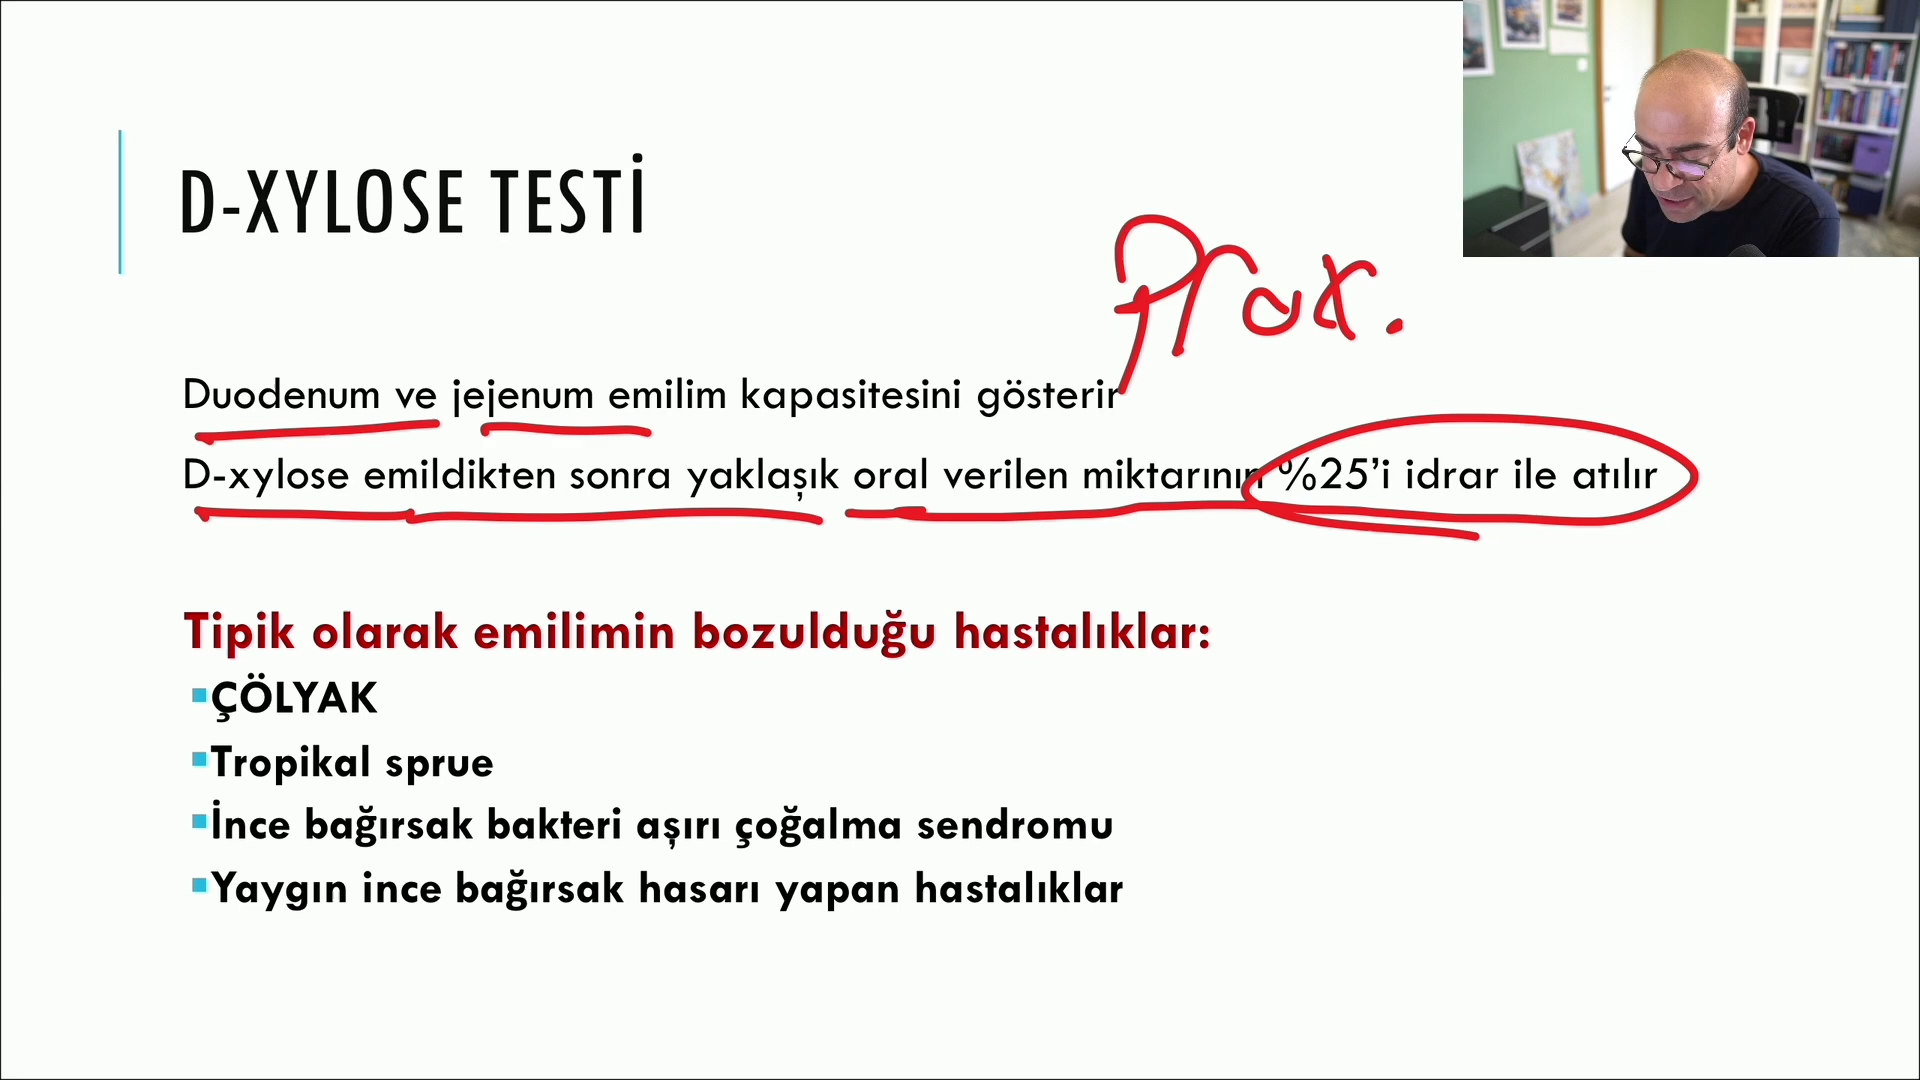 D-XYLOSE TESTİ
Prox.
Duodenum ve jejenum emilim kapasitesini gösterir
D-xylose emildikten sonra yaklaşık oral verilen miktarının %25'i idrar ile atılır
Tipik olarak emilimin bozulduğu hastalıklar:
▪ÇÖLYAK
▪Tropikal sprue
▪İnce bağırsak bakteri aşırı çoğalma sendromu
▪Yaygın ince bağırsak hasarı yapan hastalıklar